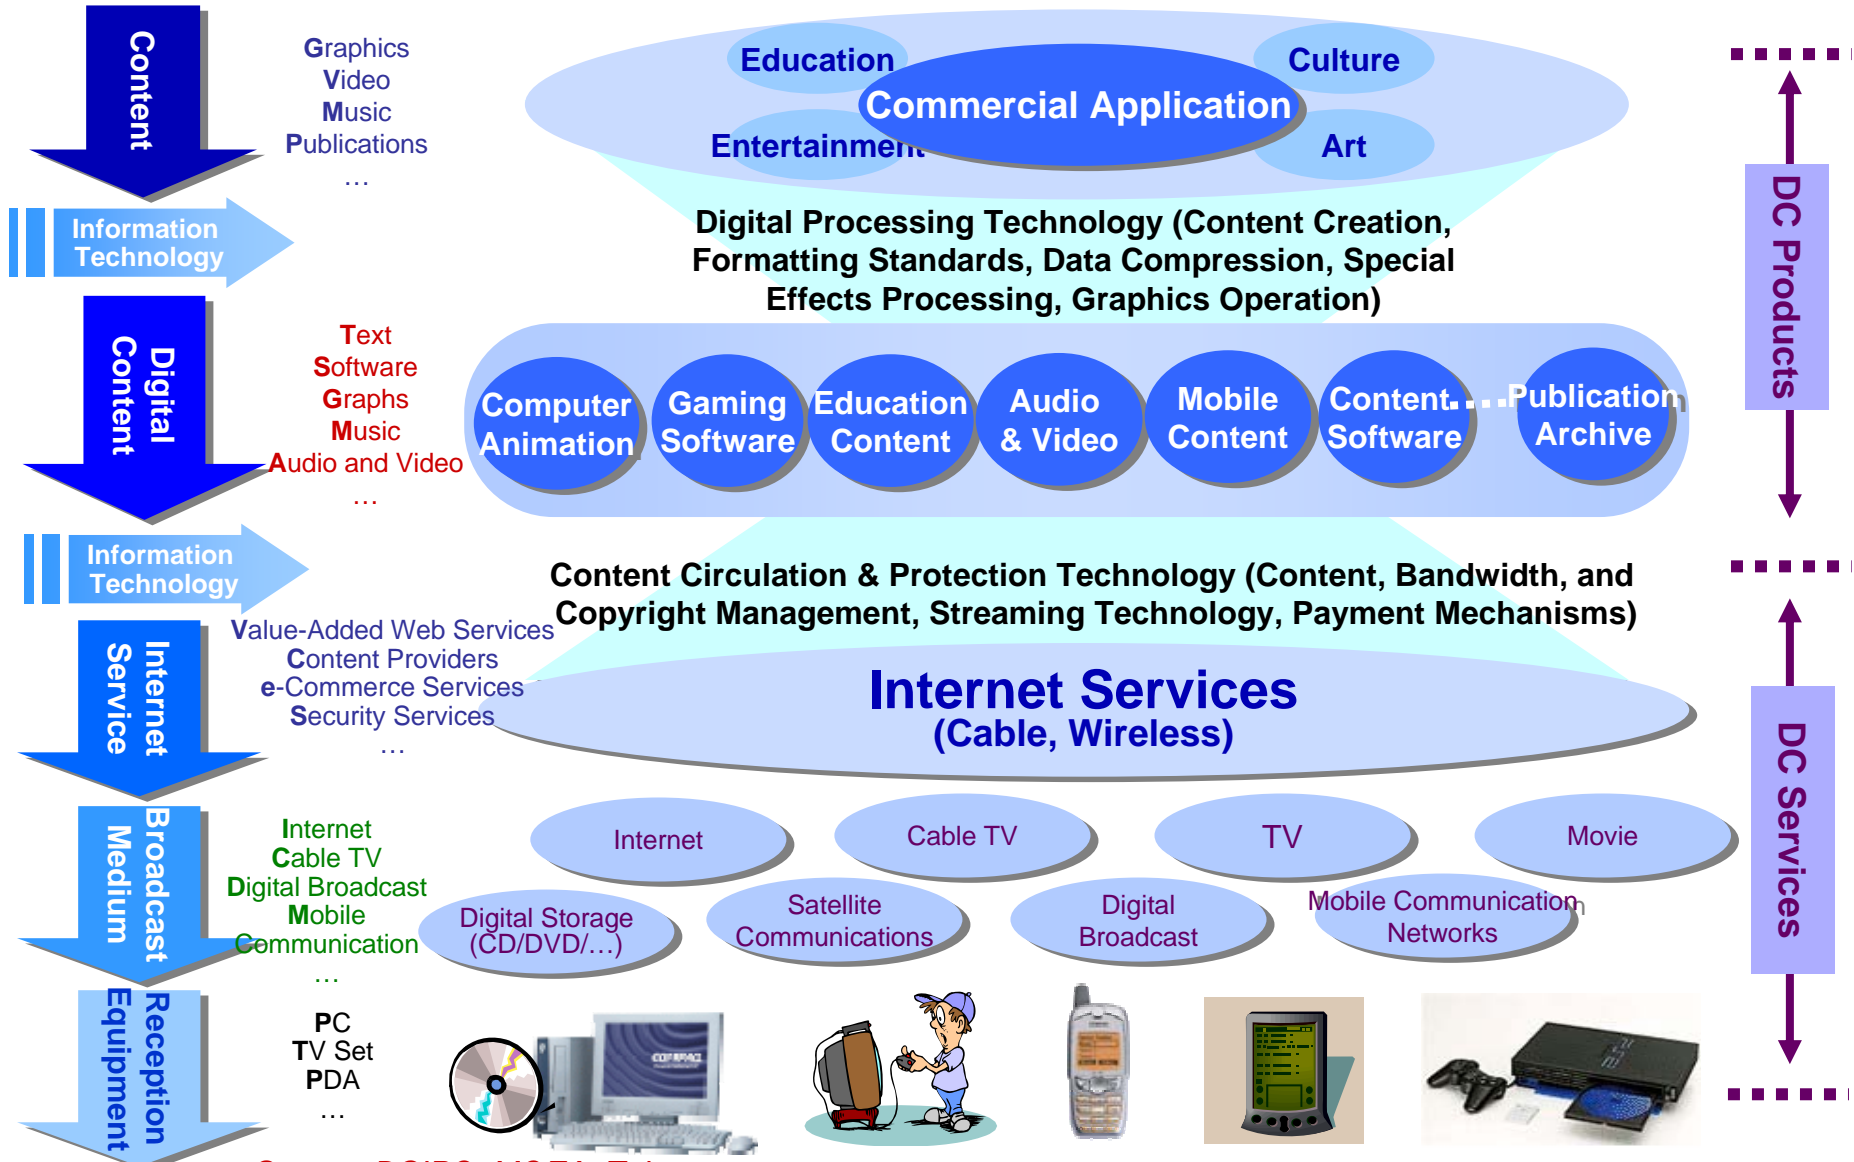 Content
Graphics
Video
Music
Publications
…
Education
Culture
Commercial Application
Entertainment
Art
Information
Technology
Digital Processing Technology (Content Creation,
Formatting Standards, Data Compression, Special
Effects Processing, Graphics Operation)
DC Products
Digital
Content
Text
Software
Graphs
Music
Audio and Video
…
Computer
Animation
Gaming
Software
Education
Content
Audio
& Video
Mobile
Content
Content
Software
Publication
Archive
Information
Technology
Content Circulation & Protection Technology (Content, Bandwidth, and
Copyright Management, Streaming Technology, Payment Mechanisms)
Internet
Service
Value-Added Web Services
Content Providers
e-Commerce Services
Security Services
…
Internet Services
(Cable, Wireless)
DC Services
Broadcast
Medium
Internet
Cable TV
Digital Broadcast
Mobile
Communication
…
Internet
Cable TV
TV
Movie
Digital Storage
(CD/DVD/…)
Satellite
Communications
Digital
Broadcast
Mobile Communication
Networks
Reception
Equipment
PC
TV Set
PDA
…
COMPAQ
PS2